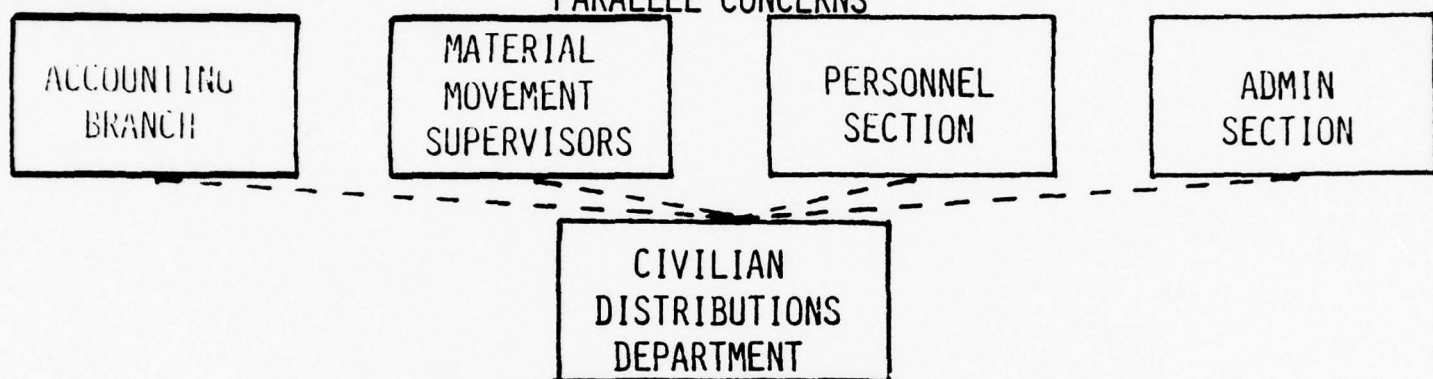 PARALLEL CONCERNS
ACCOUNTING
BRANCH
MATERIAL
MOVEMENT
SUPERVISORS
PERSONNEL
SECTION
ADMIN
SECTION
CIVILIAN
DISTRIBUTIONS
DEPARTMENT